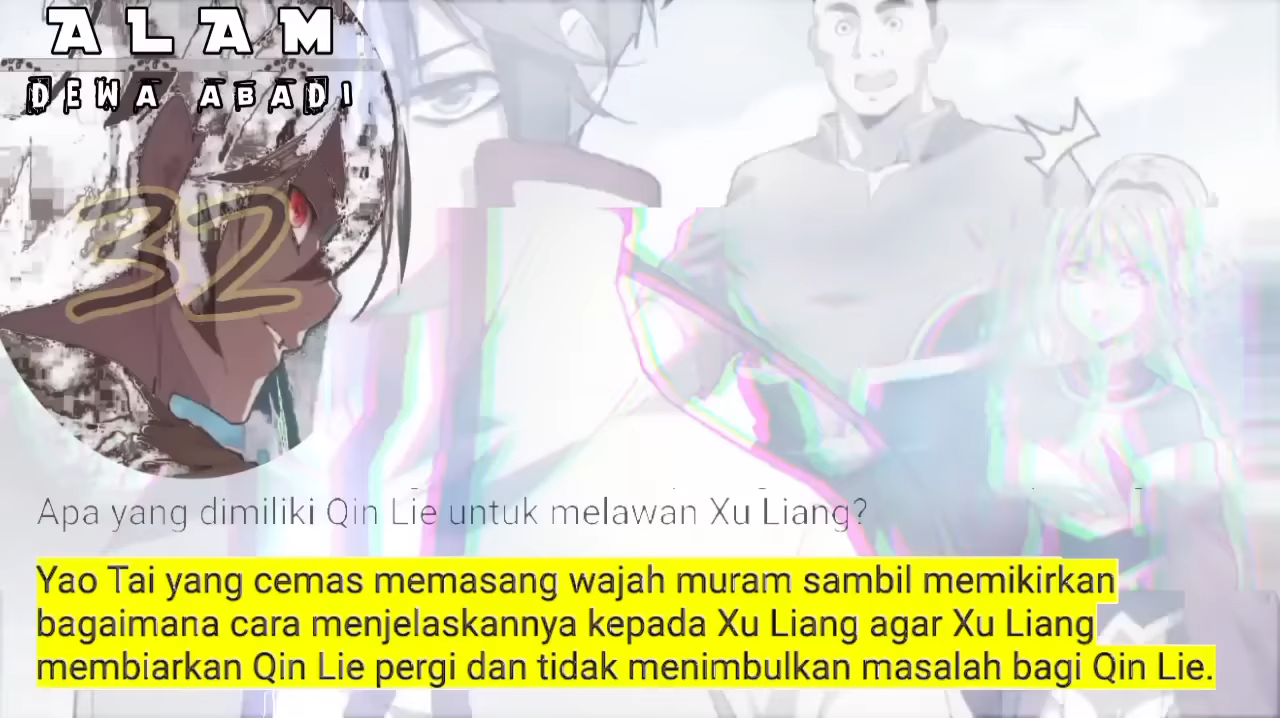 ALAM
DEWA ABADI
32
Apa yang dimiliki Qin Lie untuk melawan Xu Liang?
Yao Tai yang cemas memasang wajah muram sambil memikirkan
bagaimana cara menjelaskannya kepada Xu Liang agar Xu Liang
membiarkan Qin Lie pergi dan tidak menimbulkan masalah bagi Qin Lie.